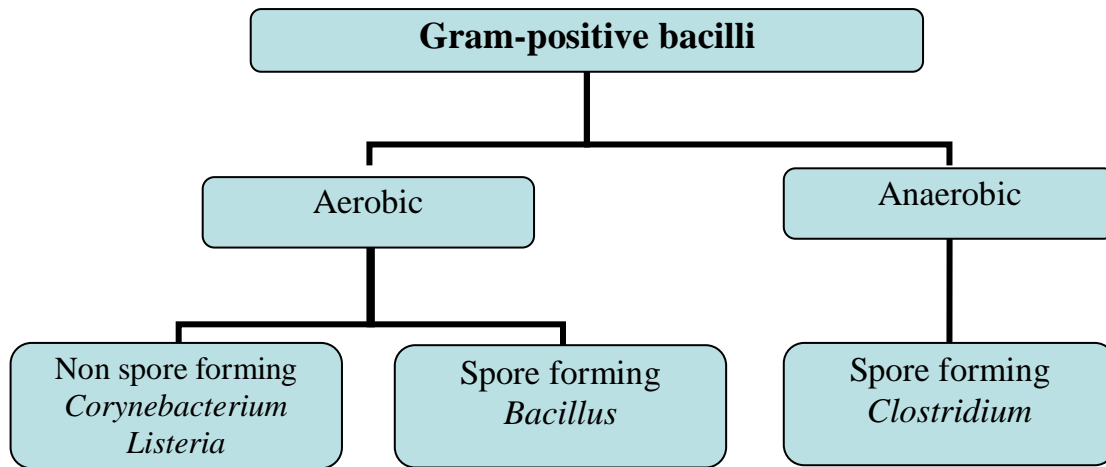 Gram-positive bacilli
Aerobic
Anaerobic
Non spore forming
Corynebacterium
Listeria
Spore forming
Bacillus
Spore forming
Clostridium